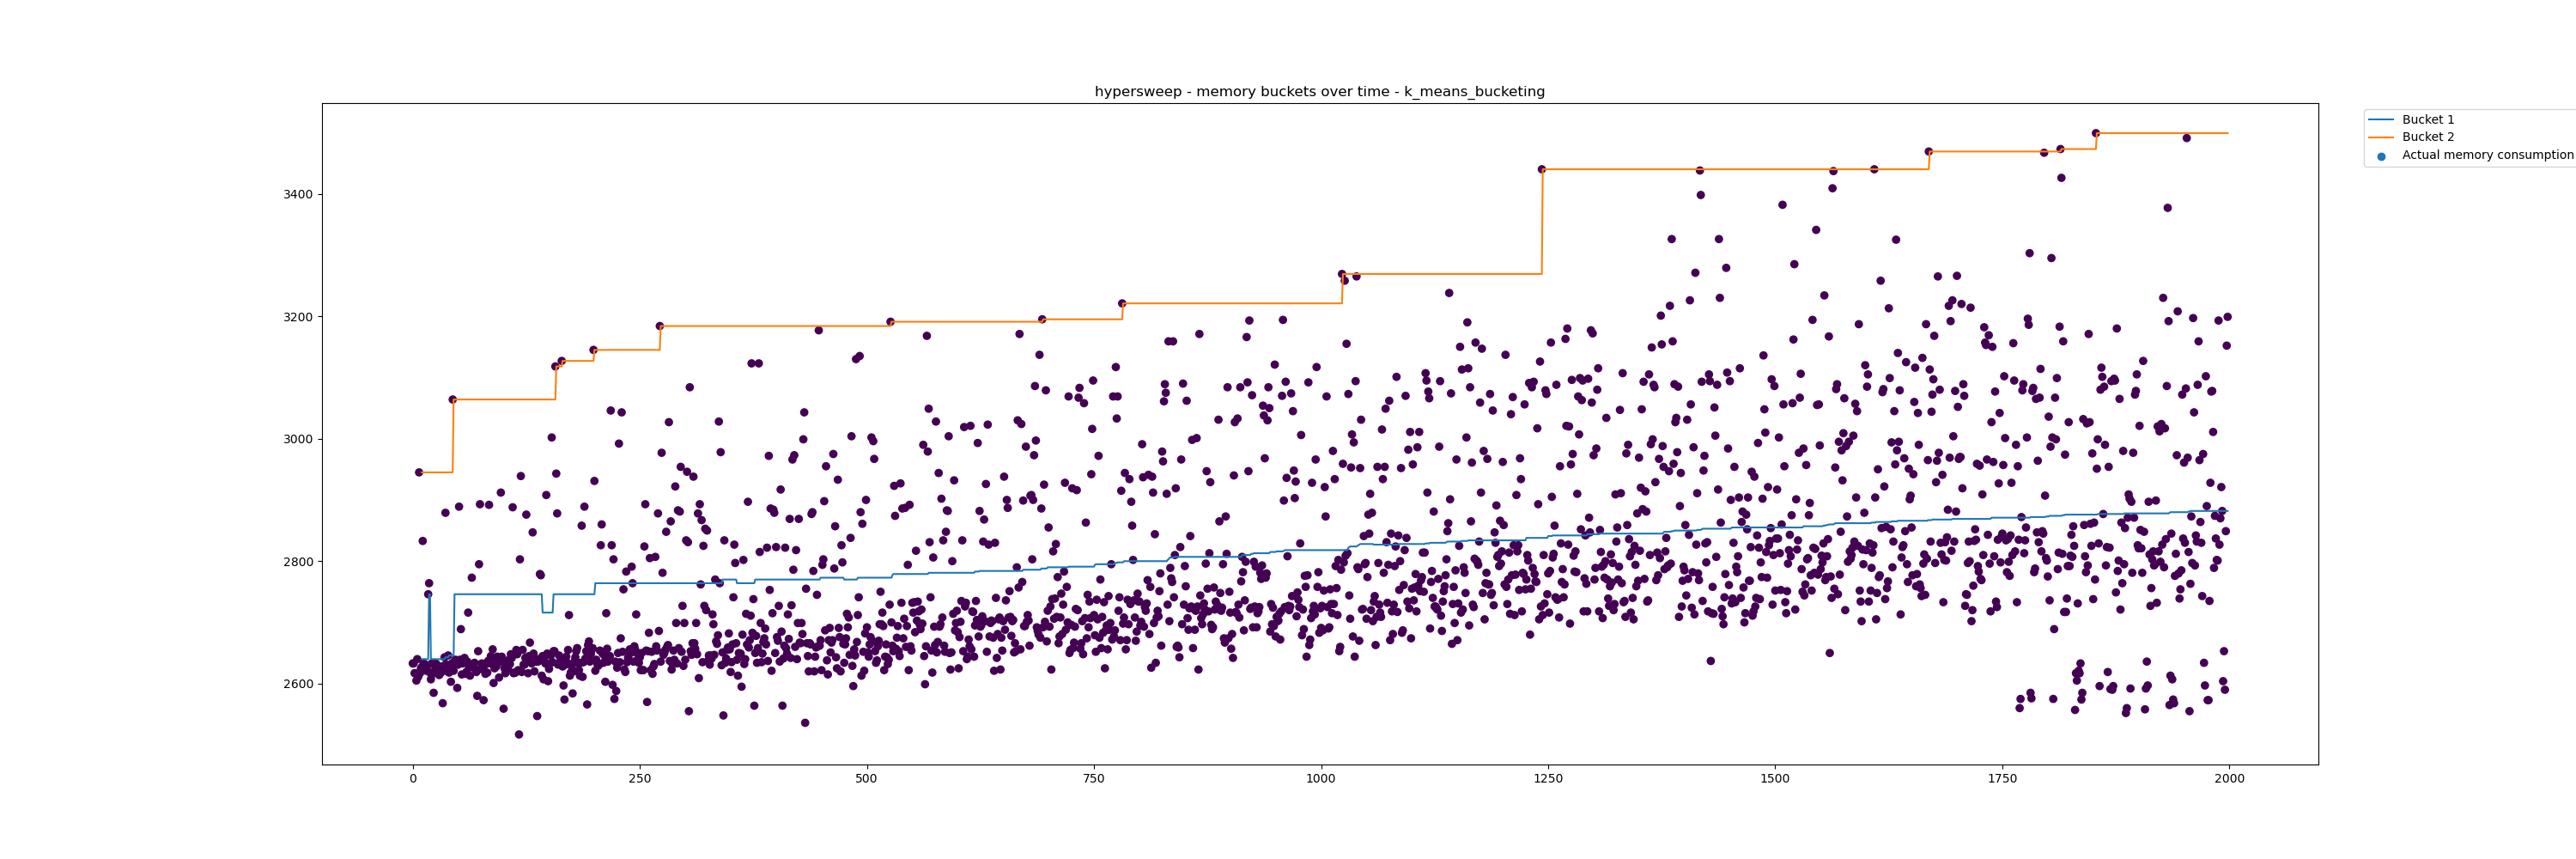 hypersweep - memory buckets over time - k_means_bucketing
Bucket 1
Bucket 2
Actual memory consumption
3400
3200
3000
2800
2600
0 250 500 750 1000 1250 1500 1750 2000